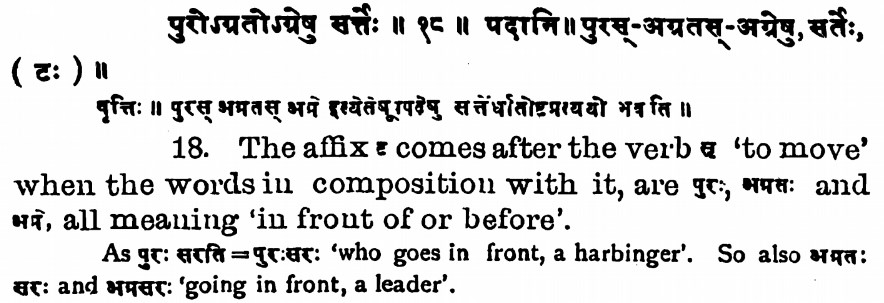 पुरोऽग्रतोऽग्रेषु सर्त्तेः ॥ १८ ॥ पदानि ॥ पुरस्-अग्रतस्-अग्रेषु, सर्तेः,
( टः ) ॥
वृत्तिः ॥ पुरस् अग्रतस् अग्रे इत्येतेषूपपदेषु सर्त्तेर्धातोष्टप्रत्ययो भवति ॥
18. The affix ट comes after the verb सृ 'to move'
when the words in composition with it, are पुरः, अग्रतः and
अग्रे, all meaning 'in front of or before'.
As पुरः सरति = पुरःसरः 'who goes in front, a harbinger'. So also अग्रतः
सरः and अग्रसरः 'going in front, a leader'.